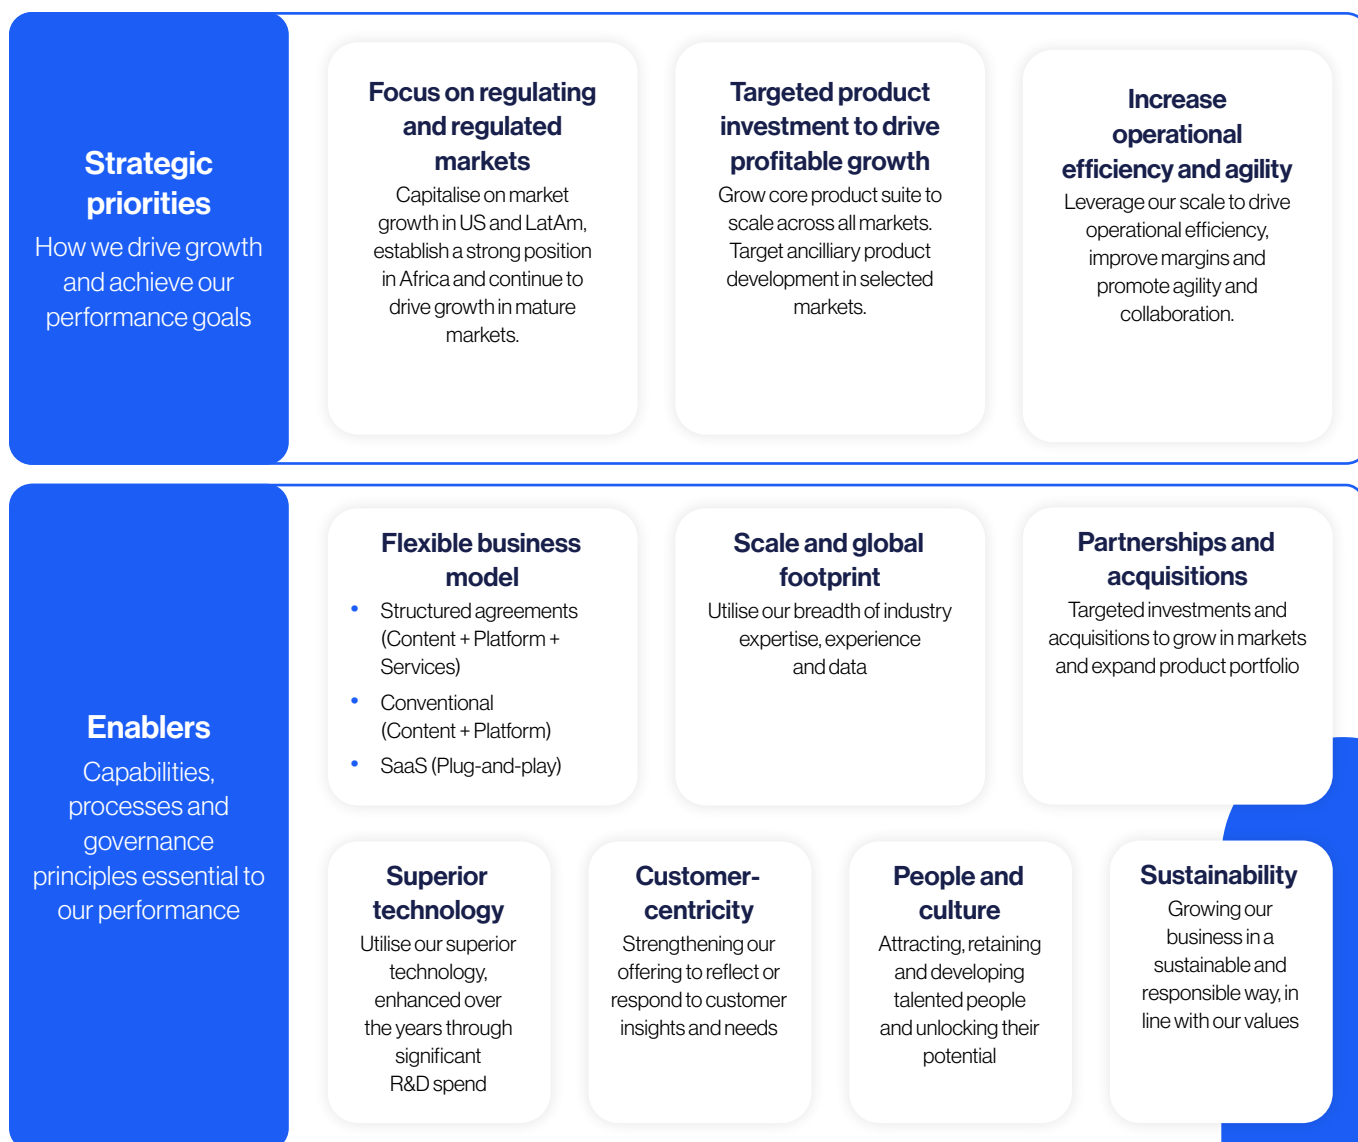 Strategic
priorities
How we drive growth
and achieve our
performance goals
Focus on regulating
and regulated
markets
Capitalise on market
growth in US and LatAm,
establish a strong position
in Africa and continue to
drive growth in mature
markets.
Targeted product
investment to drive
profitable growth
Grow core product suite to
scale across all markets.
Target ancilliary product
development in selected
markets.
Increase
operational
efficiency and agility
Leverage our scale to drive
operational efficiency,
improve margins and
promote agility and
collaboration.
Enablers
Capabilities,
processes and
governance
principles essential to
our performance
Flexible business
model
• Structured agreements
(Content + Platform +
Services)
• Conventional
(Content + Platform)
• SaaS (Plug-and-play)
Scale and global
footprint
Utilise our breadth of industry
expertise, experience
and data
Partnerships and
acquisitions
Targeted investments and
acquisitions to grow in markets
and expand product portfolio
Superior
technology
Utilise our superior
technology,
enhanced over
the years through
significant
R&D spend
Customer-
centricity
Strengthening our
offering to reflect or
respond to customer
insights and needs
People and
culture
Attracting, retaining
and developing
talented people
and unlocking their
potential
Sustainability
Growing our
business in a
sustainable and
responsible way, in
line with our values